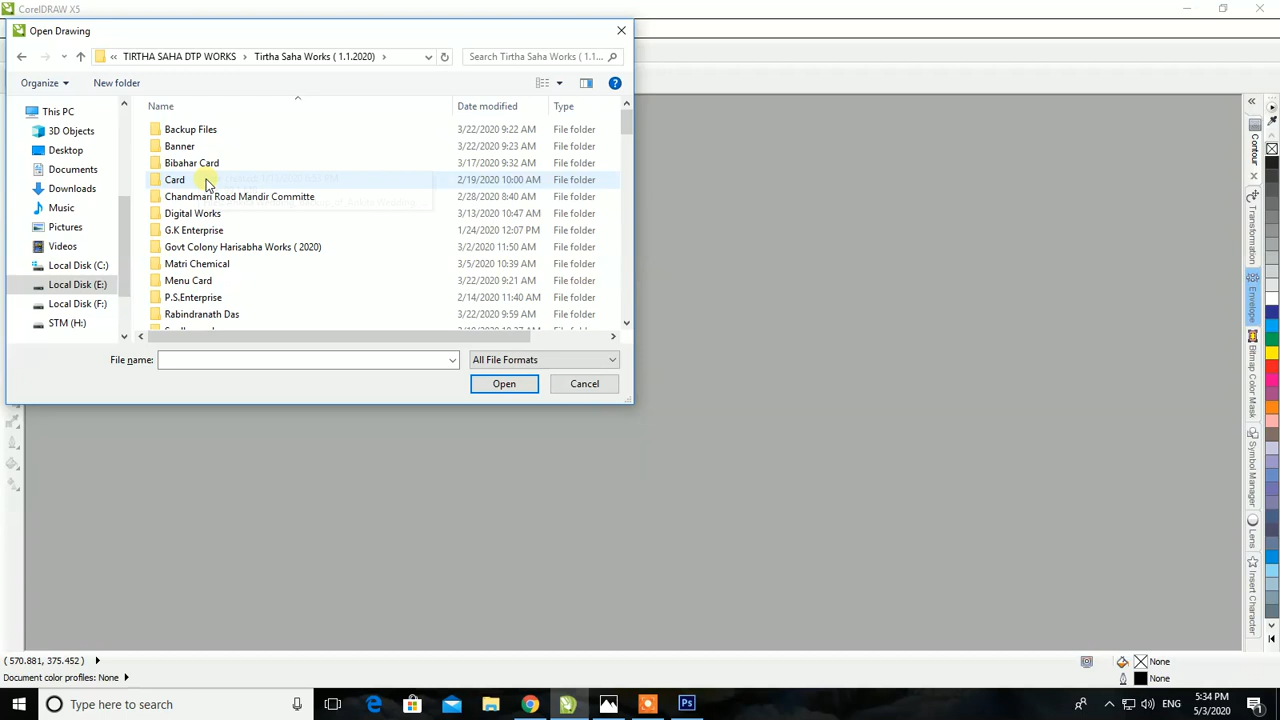 CorelDRAW X5
Open Drawing
« TIRTHA SAHA DTP WORKS > Tirtha Saha Works ( 1.1.2020) >
Search Tirtha Saha Works ( 1.1...
Organize
New folder
Name Date modified Type
This PC
3D Objects
Desktop
Documents
Downloads
Music
Pictures
Videos
Local Disk (C:)
Local Disk (E:)
Local Disk (F:)
STM (H:)
Backup Files 3/22/2020 9:22 AM File folder
Banner 3/22/2020 9:23 AM File folder
Bibahar Card 3/17/2020 9:32 AM File folder
Card 2/19/2020 10:00 AM File folder
Chandmari Road Mandir Committe 2/28/2020 8:40 AM File folder
Digital Works 3/13/2020 10:47 AM File folder
G.K Enterprise 1/24/2020 12:07 PM File folder
Govt Colony Harisabha Works ( 2020) 3/2/2020 11:50 AM File folder
Matri Chemical 3/5/2020 10:39 AM File folder
Menu Card 3/22/2020 9:21 AM File folder
P.S.Enterprise 2/14/2020 11:40 AM File folder
Rabindranath Das 3/22/2020 9:59 AM File folder
File name:
All File Formats
Open
Cancel
Contour
Transformation
Envelope
Bitmap Color Mask
Symbol Manager
Lens
Insert Character
(570.881, 375.452)
None
Document color profiles: None
None
Type here to search
Ps
ENG
5:34 PM
5/3/2020
1